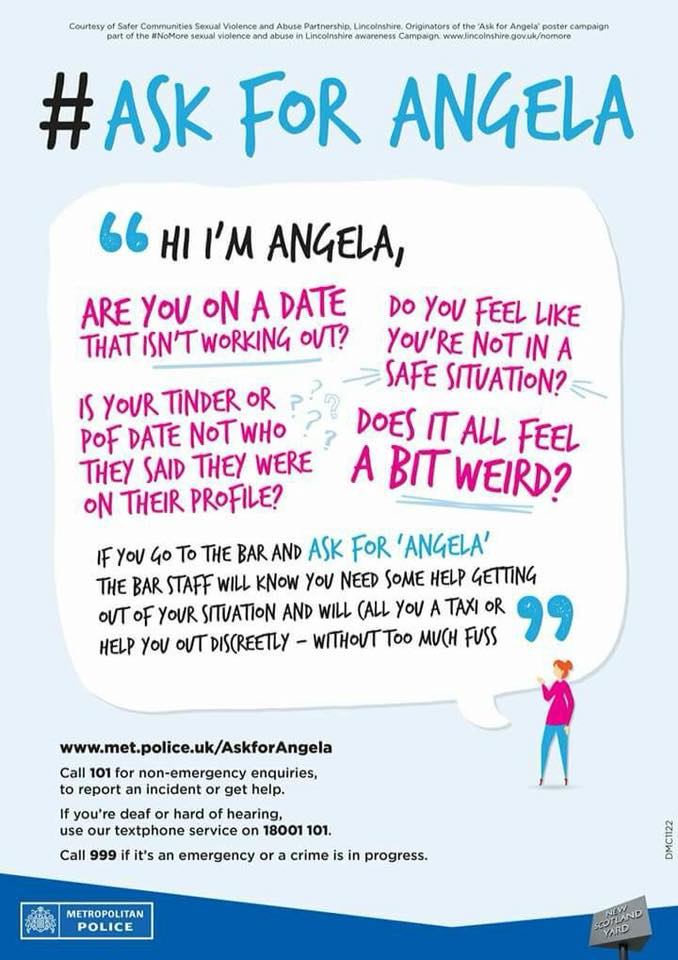 Courtesy of Safer Communities Sexual Violence and Abuse Partnership, Lincolnshire. Originators of the 'Ask for Angela' poster campaign
part of the #NoMore sexual violence and abuse in Lincolnshire awareness Campaign. www.lincolnshire.gov.uk/nomore
#ASK FOR ANGELA
“ HI I'M ANGELA,
ARE YOU ON A DATE
THAT ISN'T WORKING OUT?
DO YOU FEEL LIKE
YOU'RE NOT IN A
SAFE SITUATION?
IS YOUR TINDER OR
POF DATE NOT WHO
THEY SAID THEY WERE
ON THEIR PROFILE?
? ?
? ?
? ?
DOES IT ALL FEEL
A BIT WEIRD?
IF YOU GO TO THE BAR AND ASK FOR 'ANGELA'
THE BAR STAFF WILL KNOW YOU NEED SOME HELP GETTING
OUT OF YOUR SITUATION AND WILL CALL YOU A TAXI OR
HELP YOU OUT DISCREETLY – WITHOUT TOO MUCH FUSS ”
www.met.police.uk/AskforAngela
Call 101 for non-emergency enquiries,
to report an incident or get help.
If you're deaf or hard of hearing,
use our textphone service on 18001 101.
Call 999 if it's an emergency or a crime is in progress.
DMC1122
METROPOLITAN
POLICE
NEW
SCOTLAND
YARD